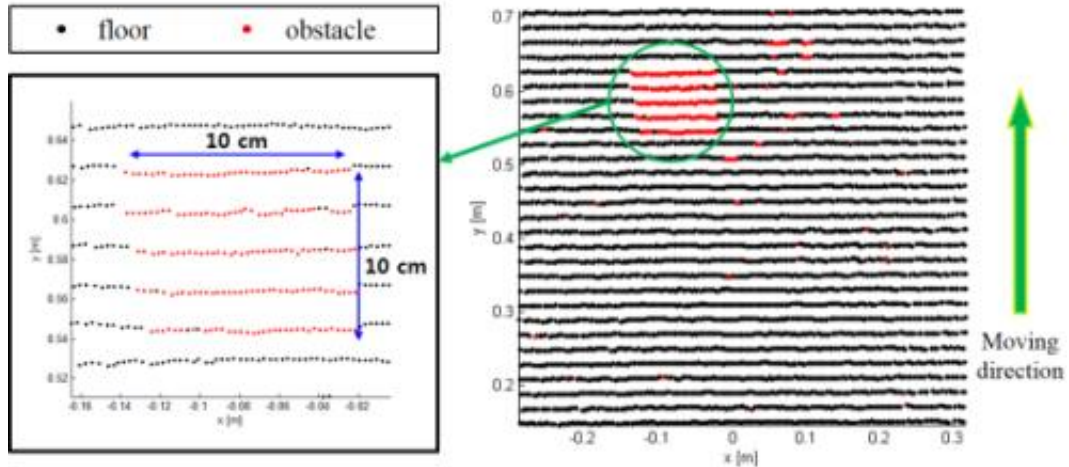 floor
obstacle
10 cm
10 cm
0.64
0.62
0.6
0.58
0.56
0.54
0.52
y [m]
-0.16
-0.14
-0.12
-0.1
-0.08
-0.06
-0.04
-0.02
x [m]
0.7
0.6
0.5
0.4
0.3
0.2
y [m]
-0.2
-0.1
0
0.1
0.2
0.3
x [m]
Moving
direction